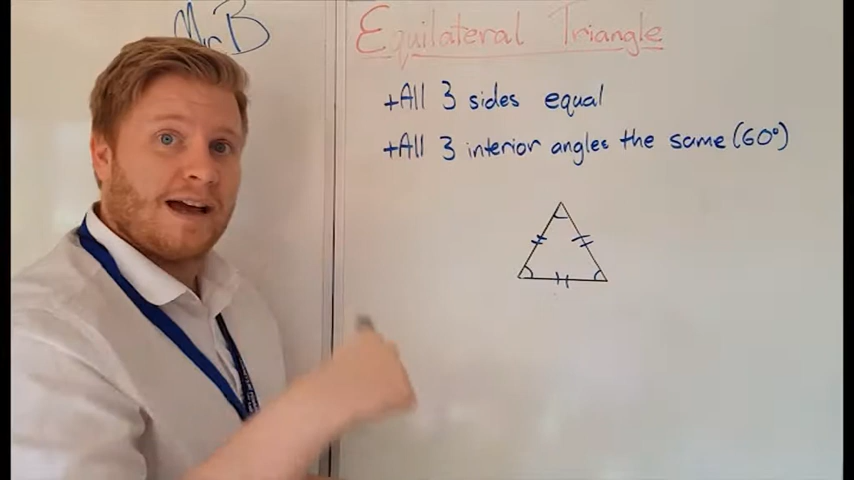 Mr B
Equilateral Triangle
+All 3 sides equal
+All 3 interior angles the same (60°)